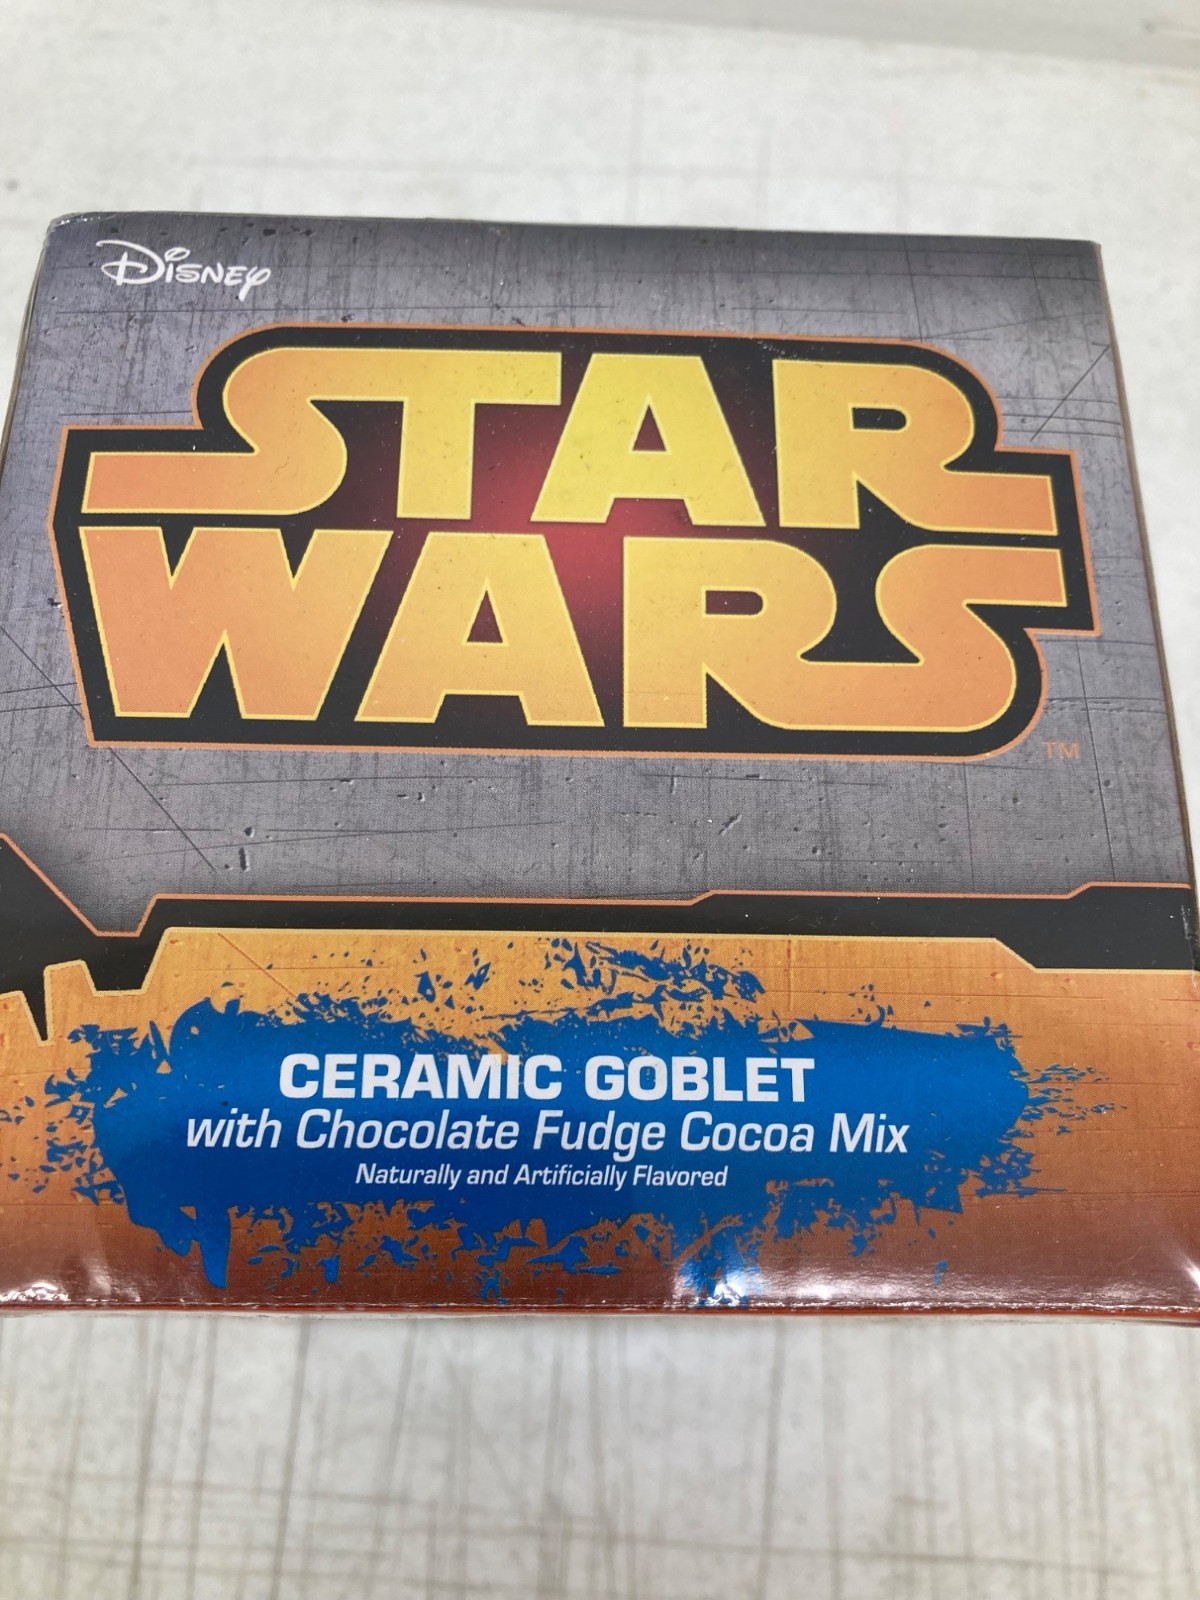 Disney
STAR
WARS
TM
CERAMIC GOBLET
with Chocolate Fudge Cocoa Mix
Naturally and Artificially Flavored